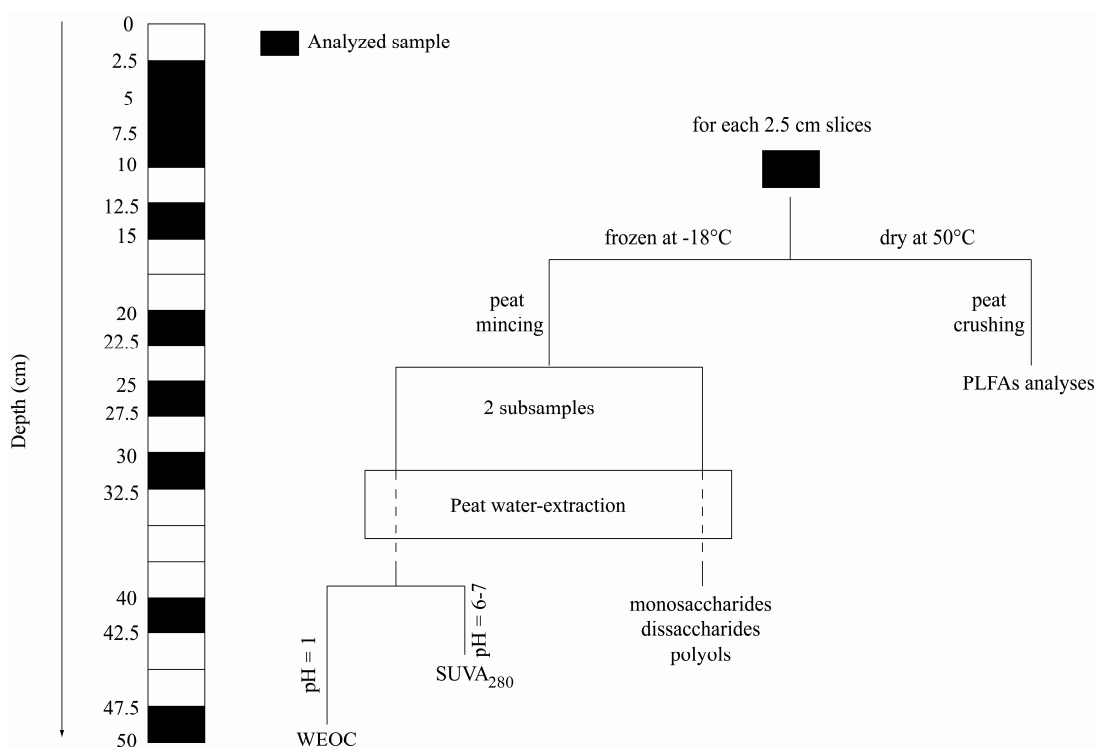 0
2.5
5
7.5
10
12.5
15
20
22.5
25
27.5
30
32.5
40
42.5
47.5
50
Depth (cm)
Analyzed sample
for each 2.5 cm slices
frozen at -18°C
dry at 50°C
peat
mincing
peat
crushing
PLFAs analyses
2 subsamples
Peat water-extraction
pH = 1
pH = 6-7
SUVA280
WEOC
monosaccharides
dissaccharides
polyols